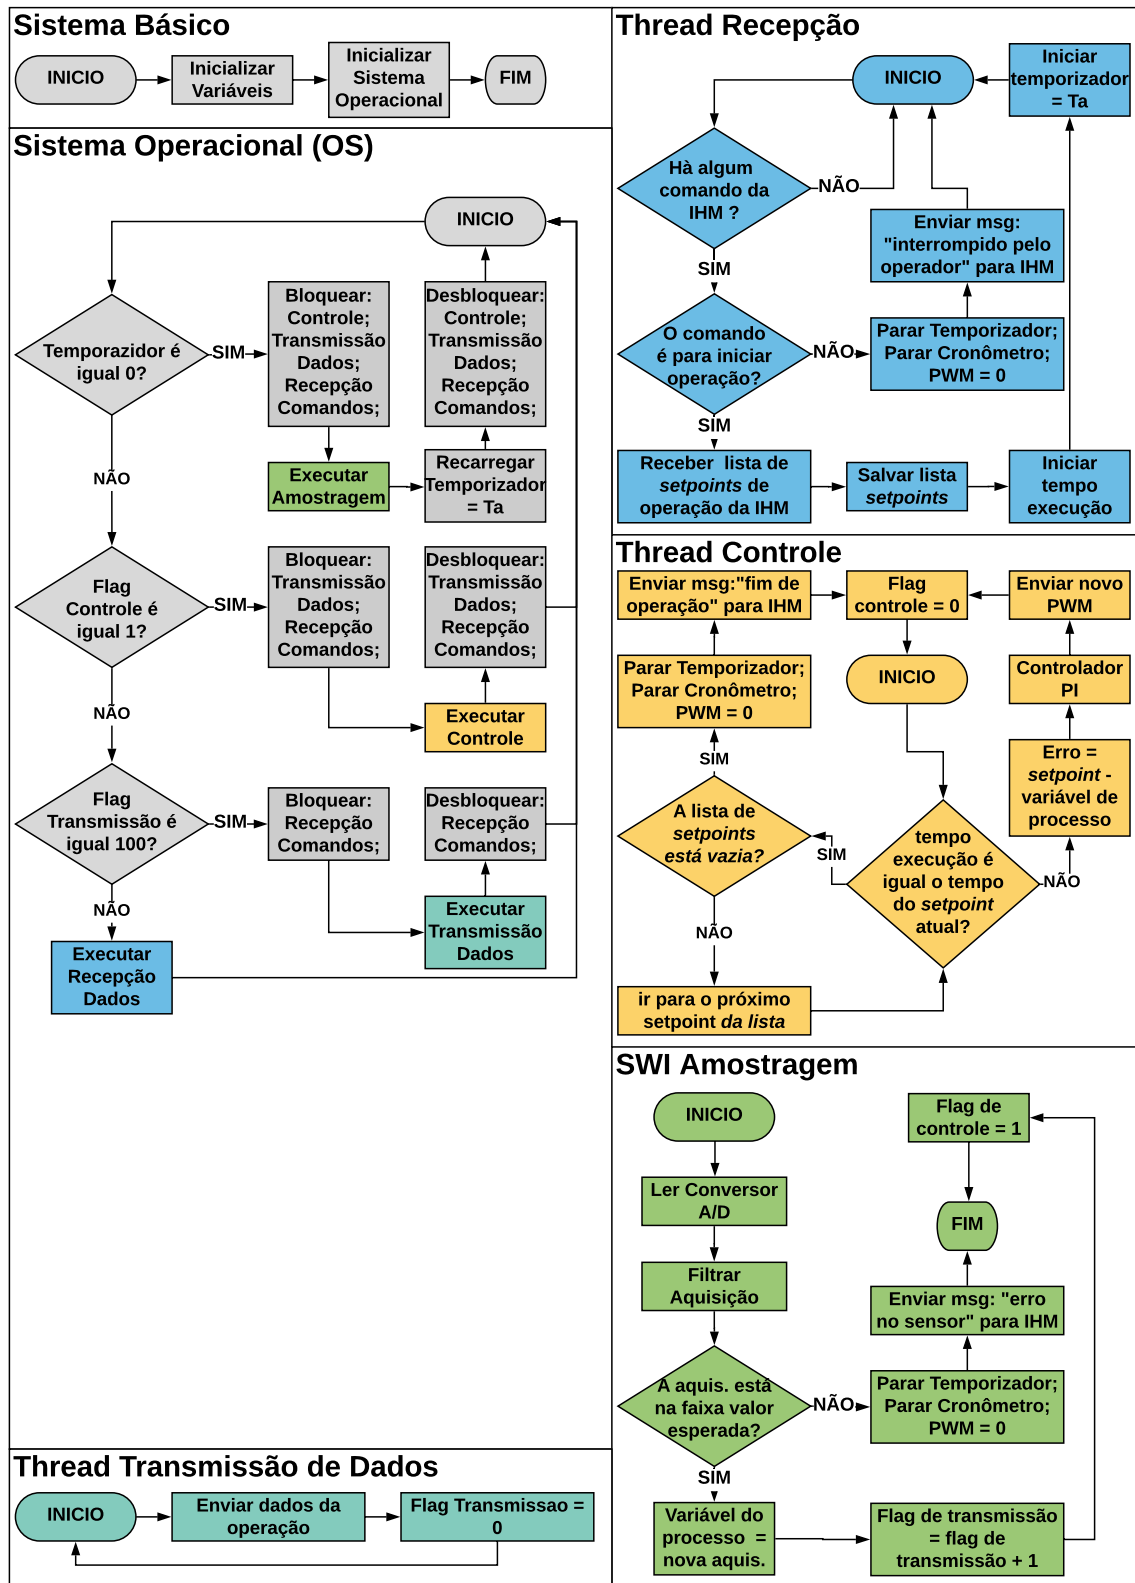 Sistema Básico
INICIO
Inicializar
Variáveis
Inicializar
Sistema
Operacional
FIM
Sistema Operacional (OS)
INICIO
Temporazidor é
igual 0?
SIM
Bloquear:
Controle;
Transmissão
Dados;
Recepção
Comandos;
Desbloquear:
Controle;
Transmissão
Dados;
Recepção
Comandos;
Executar
Amostragem
Recarregar
Temporizador
= Ta
NÃO
Flag
Controle é
igual 1?
SIM
Bloquear:
Transmissão
Dados;
Recepção
Comandos;
Desbloquear:
Transmissão
Dados;
Recepção
Comandos;
Executar
Controle
NÃO
Flag
Transmissão é
igual 100?
SIM
Bloquear:
Recepção
Comandos;
Desbloquear:
Recepção
Comandos;
Executar
Transmissão
Dados
NÃO
Executar
Recepção
Dados
Thread Transmissão de Dados
INICIO
Enviar dados da
operação
Flag Transmissao =
0
Thread Recepção
INICIO
Iniciar
temporizador
= Ta
Hà algum
comando da
IHM ?
NÃO
Enviar msg:
"interrompido pelo
operador" para IHM
SIM
O comando
é para iniciar
operação?
NÃO
Parar Temporizador;
Parar Cronômetro;
PWM = 0
SIM
Receber lista de
setpoints de
operação da IHM
Salvar lista
setpoints
Iniciar
tempo
execução
Thread Controle
Enviar msg:"fim de
operação" para IHM
Flag
controle = 0
Enviar novo
PWM
Parar Temporizador;
Parar Cronômetro;
PWM = 0
INICIO
Controlador
PI
SIM
Erro =
setpoint -
variável de
processo
A lista de
setpoints
está vazia?
SIM
tempo
execução é
igual o tempo
do setpoint
atual?
NÃO
NÃO
ir para o próximo
setpoint da lista
SWI Amostragem
INICIO
Flag de
controle = 1
Ler Conversor
A/D
FIM
Filtrar
Aquisição
Enviar msg: "erro
no sensor" para IHM
A aquis. está
na faixa valor
esperada?
NÃO
Parar Temporizador;
Parar Cronômetro;
PWM = 0
SIM
Variável do
processo =
nova aquis.
Flag de transmissão
= flag de
transmissão + 1